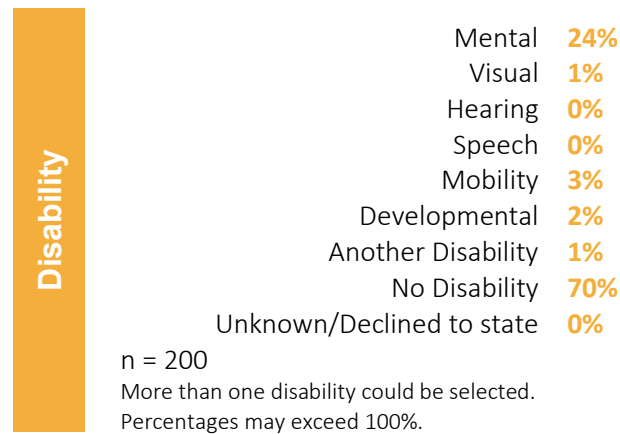 Disability
Mental 24%
Visual 1%
Hearing 0%
Speech 0%
Mobility 3%
Developmental 2%
Another Disability 1%
No Disability 70%
Unknown/Declined to state 0%
n = 200
More than one disability could be selected.
Percentages may exceed 100%.